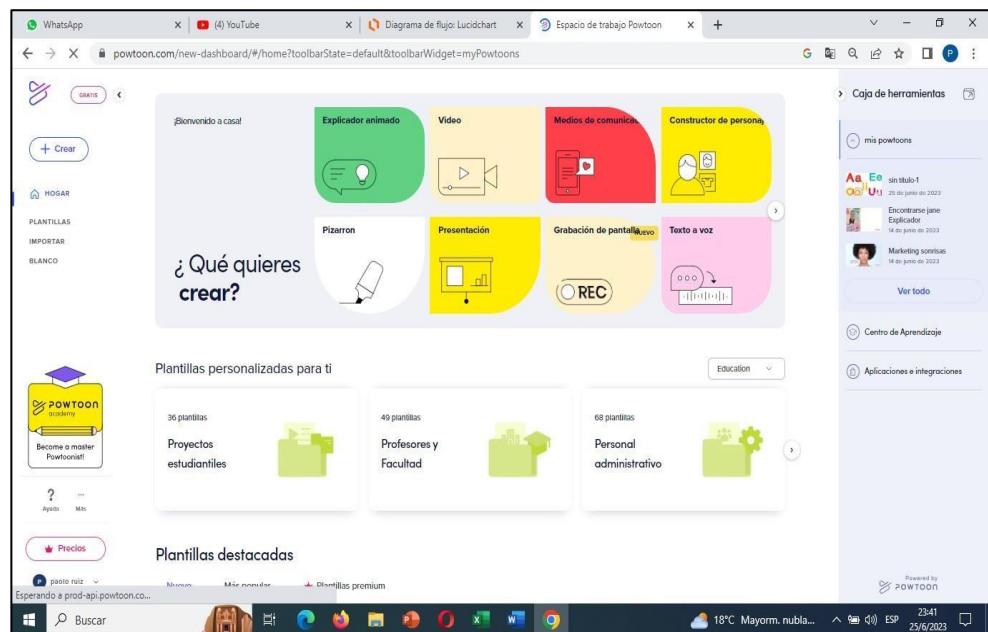 WhatsApp
(4) YouTube
Diagrama de flujo: Lucidchart
Espacio de trabajo Powtoon
powtoon.com/new-dashboard/#/home?toolbarState=default&toolbarWidget=myPowtoons
P
GRATIS
+ Crear
HOGAR
PLANTILLAS
IMPORTAR
BLANCO
POWTOON
academy
Become a master
Powtoonist!
?
Ayuda
Más
Precios
P paolo ruiz
Esperando a prod-api.powtoon.co...
¡Bienvenido a casa!
¿ Qué quieres
crear?
Explicador animado
Video
Medios de comunicac
Constructor de personaj
Pizarron
Presentación
Grabación de pantalla
NUEVO
REC
Texto a voz
Plantillas personalizadas para ti
Education
36 plantillas
Proyectos
estudiantiles
49 plantillas
Profesores y
Facultad
68 plantillas
Personal
administrativo
Plantillas destacadas
Nuevo
Más popular
Plantillas premium
Caja de herramientas
mis powtoons
Aa Ee
sin título-1
25 de junio de 2023
Encontrarse jane
Explicador
14 de junio de 2023
Marketing sonrisas
14 de junio de 2023
Ver todo
Centro de Aprendizaje
Aplicaciones e integraciones
Powered by
POWTOON
Buscar
18°C Mayorm. nubla...
ESP
23:41
25/6/2023